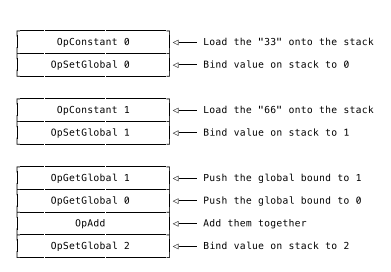 OpConstant 0 Load the "33" onto the stack
OpSetGlobal 0 Bind value on stack to 0
OpConstant 1 Load the "66" onto the stack
OpSetGlobal 1 Bind value on stack to 1
OpGetGlobal 1 Push the global bound to 1
OpGetGlobal 0 Push the global bound to 0
OpAdd Add them together
OpSetGlobal 2 Bind value on stack to 2